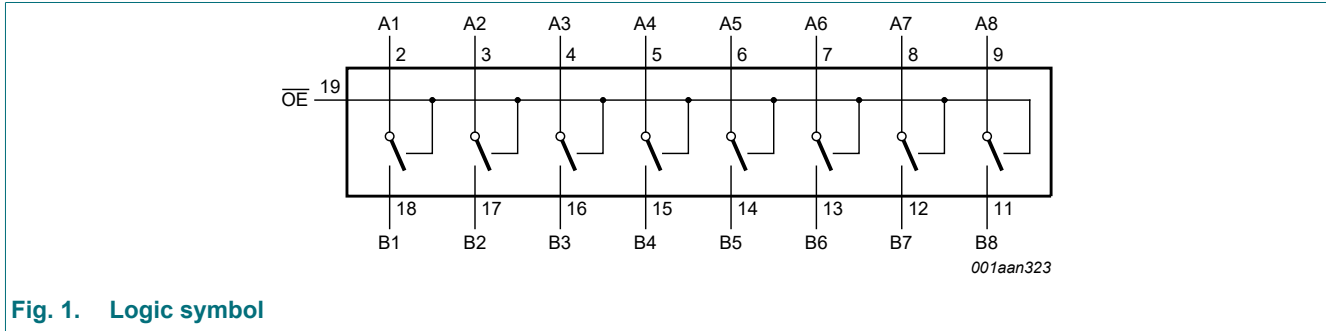 A1 A2 A3 A4 A5 A6 A7 A8
2 3 4 5 6 7 8 9
OE 19
18 17 16 15 14 13 12 11
B1 B2 B3 B4 B5 B6 B7 B8
001aan323
Fig. 1. Logic symbol